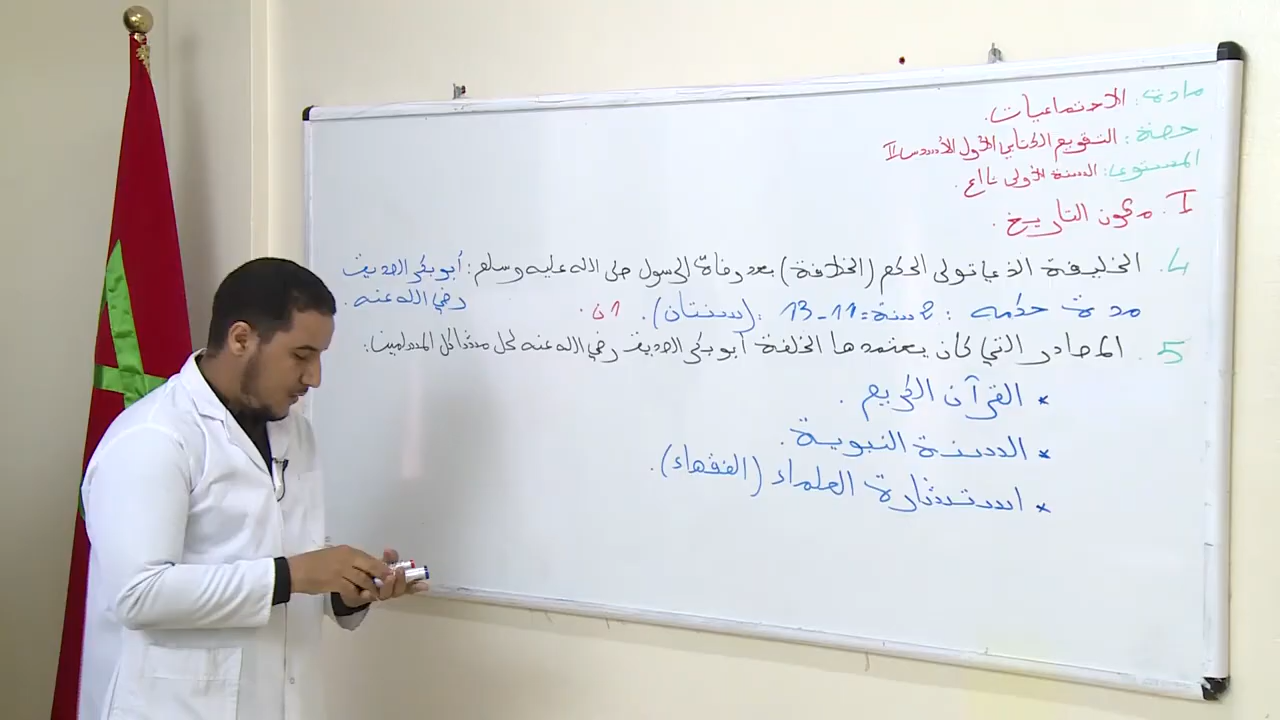 مادة: الاجتماعيات.
حصة: التقويم الكتابي الأول للأسدس II
المستوى: السنة الأولى ثا إع.
I. مكون التاريخ.
4. الخليفة الذي تولى الحكم (الخلافة) بعد وفاة الرسول صلى الله عليه وسلم: أبو بكر الصديق رضي الله عنه.
مدة حكمه: 2 سنة = 11-13: (سنتان). 1ن.
5. المصادر التي كان يعتمدها الخلفة أبو بكر الصديق رضي الله عنه لحل مشاكل المسلمين:
* القرآن الكريم.
* السنة النبوية.
* استشارة العلماء (الفقهاء).